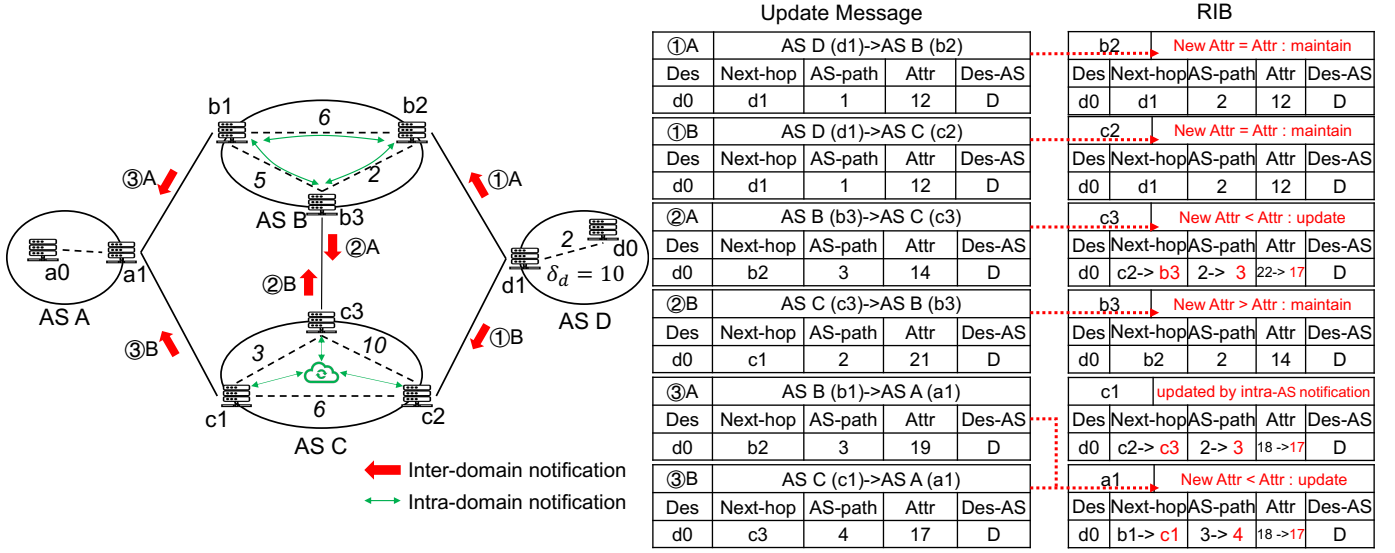 b1
b2
6
5
2
AS B
b3
③A
①A
②A
②B
a0
a1
AS A
2
d0
δd = 10
d1
AS D
③B
①B
c3
3
10
6
c1
c2
AS C
Inter-domain notification
Intra-domain notification
Update Message
①A AS D (d1)->AS B (b2)
Des Next-hop AS-path Attr Des-AS
d0 d1 1 12 D
①B AS D (d1)->AS C (c2)
Des Next-hop AS-path Attr Des-AS
d0 d1 1 12 D
②A AS B (b3)->AS C (c3)
Des Next-hop AS-path Attr Des-AS
d0 b2 3 14 D
②B AS C (c3)->AS B (b3)
Des Next-hop AS-path Attr Des-AS
d0 c1 2 21 D
③A AS B (b1)->AS A (a1)
Des Next-hop AS-path Attr Des-AS
d0 b2 3 19 D
③B AS C (c1)->AS A (a1)
Des Next-hop AS-path Attr Des-AS
d0 c3 4 17 D
RIB
b2 New Attr = Attr : maintain
Des Next-hop AS-path Attr Des-AS
d0 d1 2 12 D
c2 New Attr = Attr : maintain
Des Next-hop AS-path Attr Des-AS
d0 d1 2 12 D
c3 New Attr < Attr : update
Des Next-hop AS-path Attr Des-AS
d0 c2-> b3 2-> 3 22-> 17 D
b3 New Attr > Attr : maintain
Des Next-hop AS-path Attr Des-AS
d0 b2 2 14 D
c1 updated by intra-AS notification
Des Next-hop AS-path Attr Des-AS
d0 c2-> c3 2-> 3 18 ->17 D
a1 New Attr < Attr : update
Des Next-hop AS-path Attr Des-AS
d0 b1-> c1 3-> 4 18 ->17 D